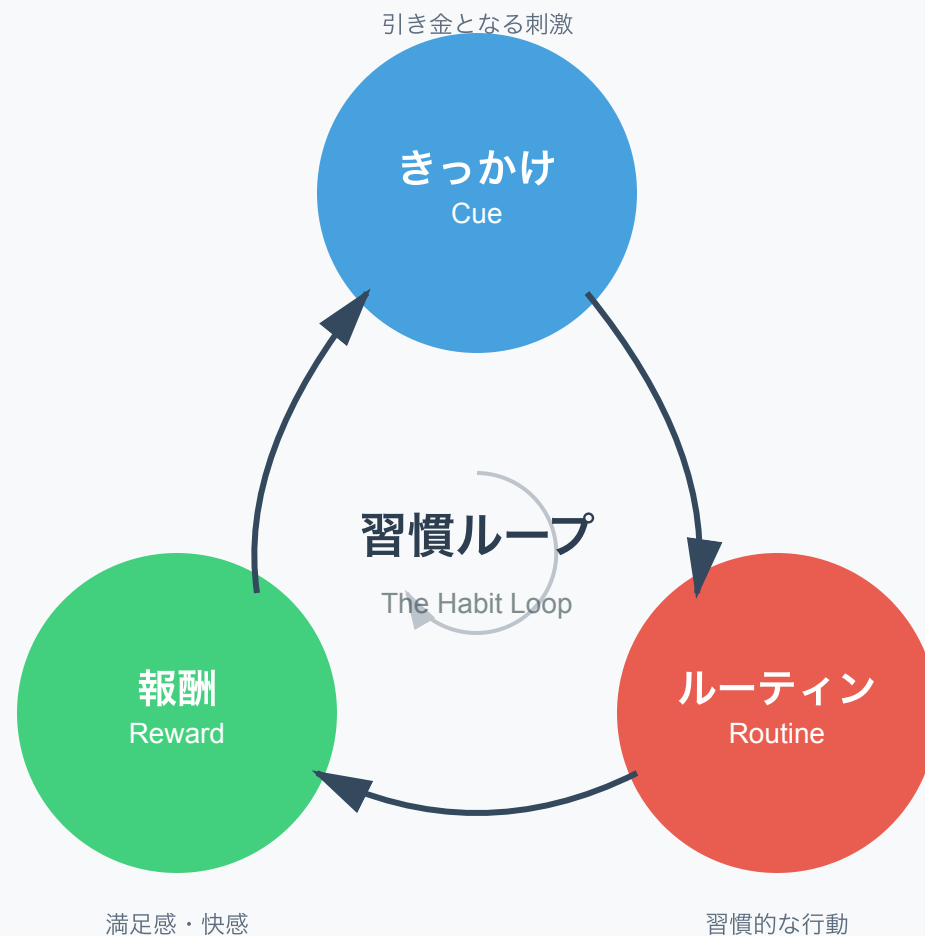 引き金となる刺激
きっかけ
Cue
習慣ループ
The Habit Loop
報酬
Reward
ルーティン
Routine
満足感・快感
習慣的な行動